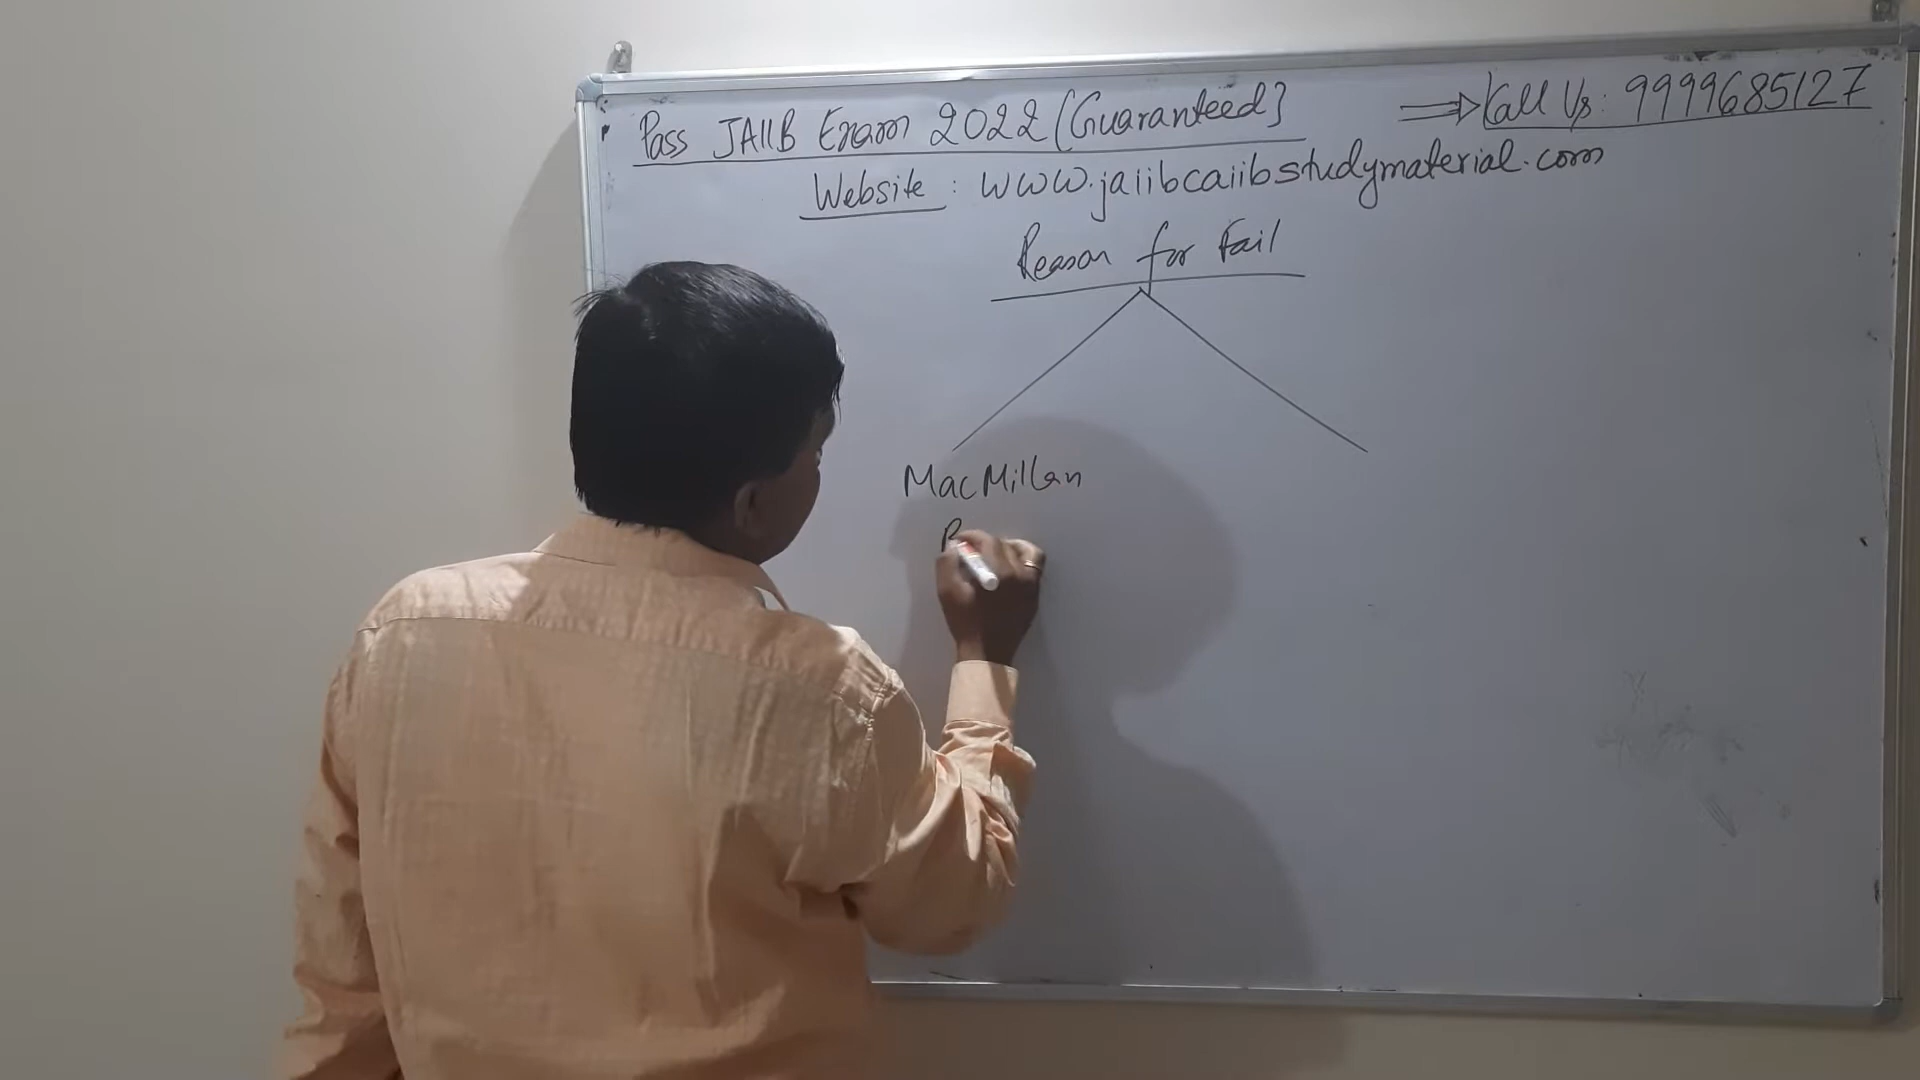 Pass JAIIB Exam 2022 (Guaranteed)
⇒ Call Us: 9999685127
Website: www.jaiibcaiibstudymaterial.com
Reason for Fail
MacMillan
B